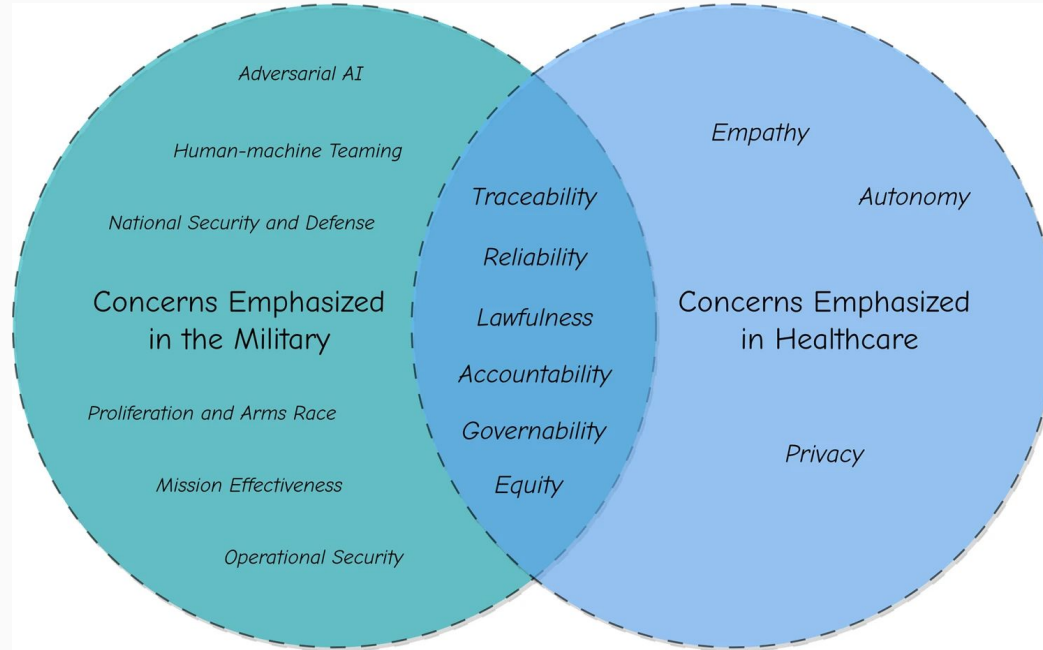 Adversarial AI
Human-machine Teaming
National Security and Defense
Concerns Emphasized
in the Military
Proliferation and Arms Race
Mission Effectiveness
Operational Security
Traceability
Reliability
Lawfulness
Accountability
Governability
Equity
Empathy
Autonomy
Concerns Emphasized
in Healthcare
Privacy